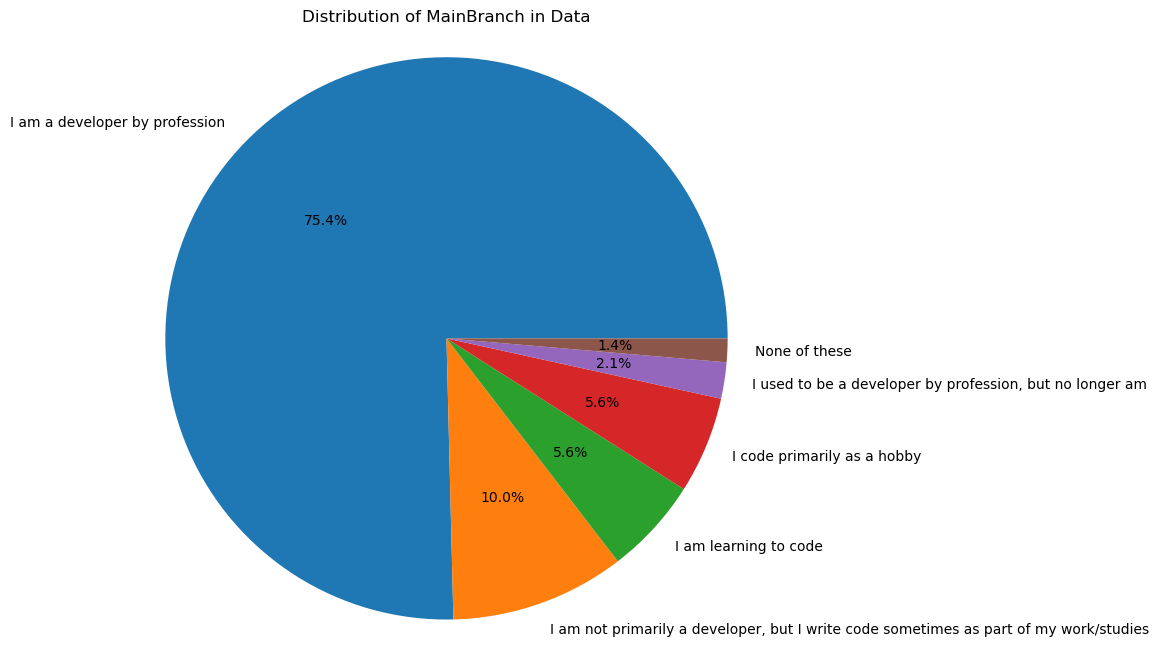 Distribution of MainBranch in Data
I am a developer by profession
75.4%
1.4%
None of these
2.1%
I used to be a developer by profession, but no longer am
5.6%
I code primarily as a hobby
5.6%
I am learning to code
10.0%
I am not primarily a developer, but I write code sometimes as part of my work/studies